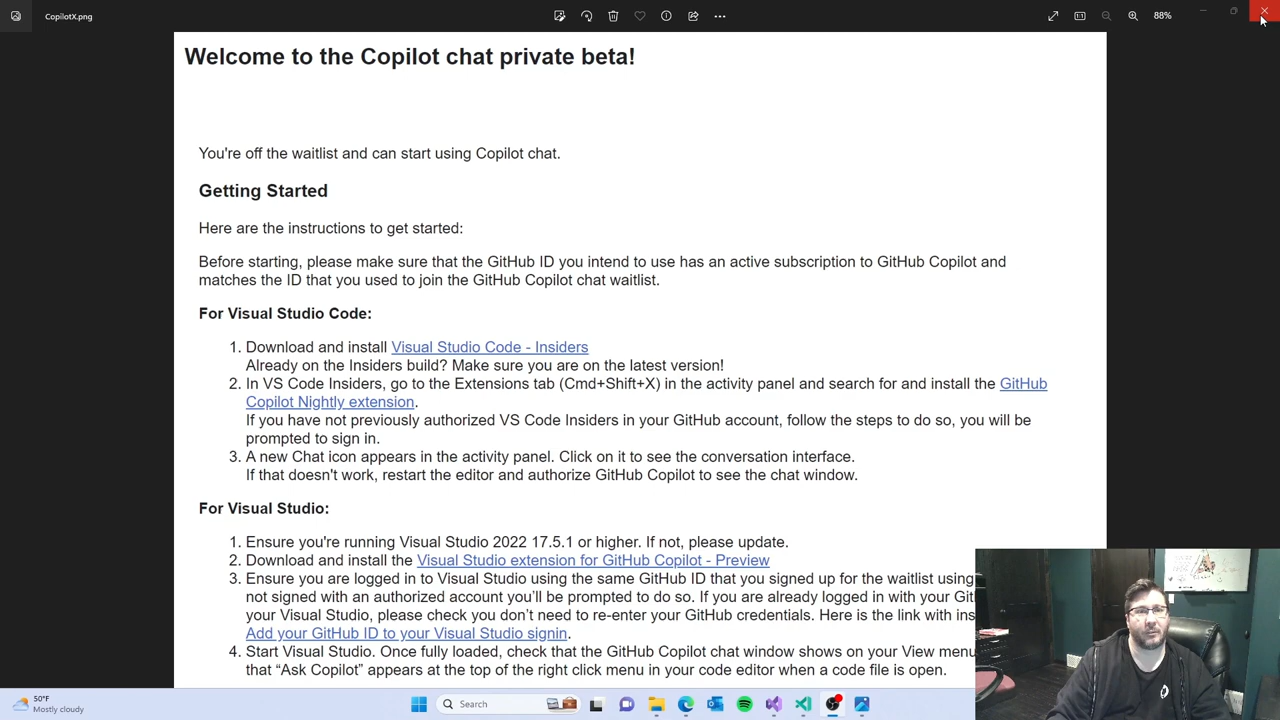 CopilotX.png
88%
Welcome to the Copilot chat private beta!
You're off the waitlist and can start using Copilot chat.
Getting Started
Here are the instructions to get started:
Before starting, please make sure that the GitHub ID you intend to use has an active subscription to GitHub Copilot and
matches the ID that you used to join the GitHub Copilot chat waitlist.
For Visual Studio Code:
1. Download and install Visual Studio Code - Insiders
Already on the Insiders build? Make sure you are on the latest version!
2. In VS Code Insiders, go to the Extensions tab (Cmd+Shift+X) in the activity panel and search for and install the GitHub
Copilot Nightly extension.
If you have not previously authorized VS Code Insiders in your GitHub account, follow the steps to do so, you will be
prompted to sign in.
3. A new Chat icon appears in the activity panel. Click on it to see the conversation interface.
If that doesn't work, restart the editor and authorize GitHub Copilot to see the chat window.
For Visual Studio:
1. Ensure you're running Visual Studio 2022 17.5.1 or higher. If not, please update.
2. Download and install the Visual Studio extension for GitHub Copilot - Preview
3. Ensure you are logged in to Visual Studio using the same GitHub ID that you signed up for the waitlist using
not signed with an authorized account you’ll be prompted to do so. If you are already logged in with your Git
your Visual Studio, please check you don’t need to re-enter your GitHub credentials. Here is the link with ins
Add your GitHub ID to your Visual Studio signin.
4. Start Visual Studio. Once fully loaded, check that the GitHub Copilot chat window shows on your View menu
that “Ask Copilot” appears at the top of the right click menu in your code editor when a code file is open.
50°F
Mostly cloudy
Search